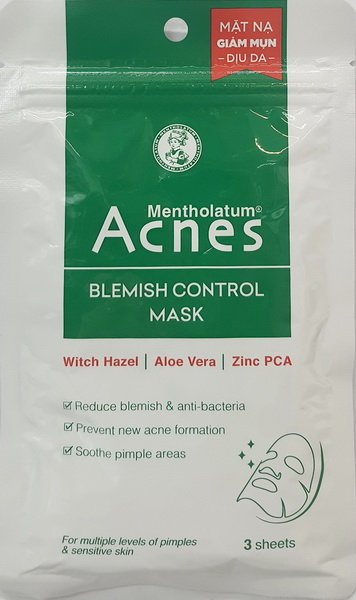 MẶT NẠ
GIẢM MỤN
- DỊU DA -
Mentholatum®
Acnes
BLEMISH CONTROL
MASK
Witch Hazel | Aloe Vera | Zinc PCA
Reduce blemish & anti-bacteria
Prevent new acne formation
Soothe pimple areas
For multiple levels of pimples
& sensitive skin
3 sheets